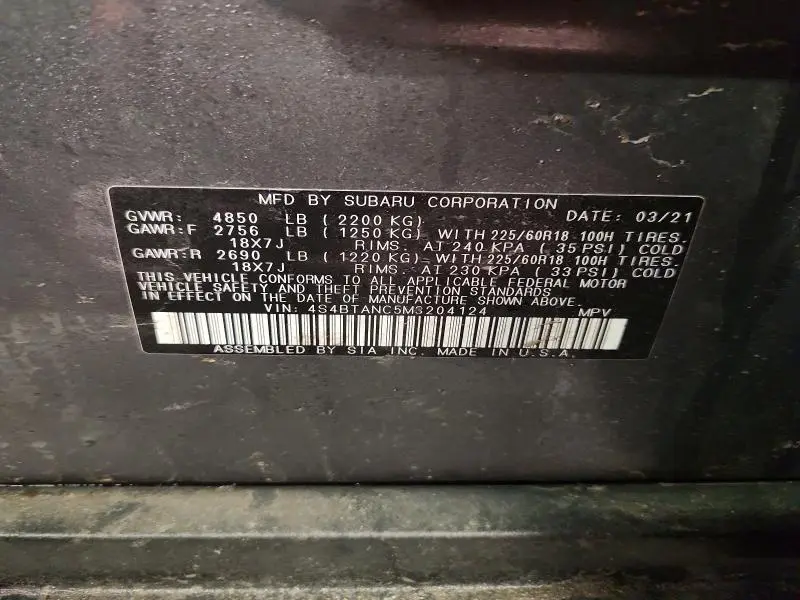 MFD BY SUBARU CORPORATION DATE: 03/21
GVWR: 4850 LB (2200 KG)
GAWR:F 2756 LB (1250 KG) WITH 225/60R18 100H TIRES.
18X7J RIMS. AT 240 KPA (35 PSI) COLD
GAWR:R 2690 LB (1220 KG) WITH 225/60R18 100H TIRES.
18X7J RIMS. AT 230 KPA (33 PSI) COLD
THIS VEHICLE CONFORMS TO ALL APPLICABLE FEDERAL MOTOR
VEHICLE SAFETY AND THEFT PREVENTION STANDARDS
IN EFFECT ON THE DATE OF MANUFACTURE SHOWN ABOVE.
VIN: 4S4BTANC5M3204124 MPV
ASSEMBLED BY SIA INC. MADE IN U.S.A.